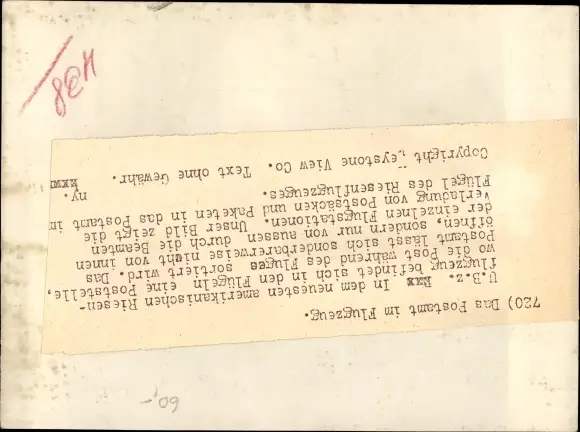 720) Das Postamt im Flugzeug.
U.B.z. In dem neuesten amerikanischen Riesen-
flugzeug befindet sich in den Flügeln eine Poststelle,
wo die Post während des Fluges sortiert wird. Das
Postamt lässt sich sonderbarerweise nicht von innen
öffnen, sondern nur von aussen durch die Beamten
der einzelnen Flugstationen. Unser Bild zeigt die
Verladung von Postsäcken und Paketen in das Postamt im
Flügel des Riesenflugzeuges.
ny.
Copyright Keystone View Co. Text ohne Gewähr.
60,-